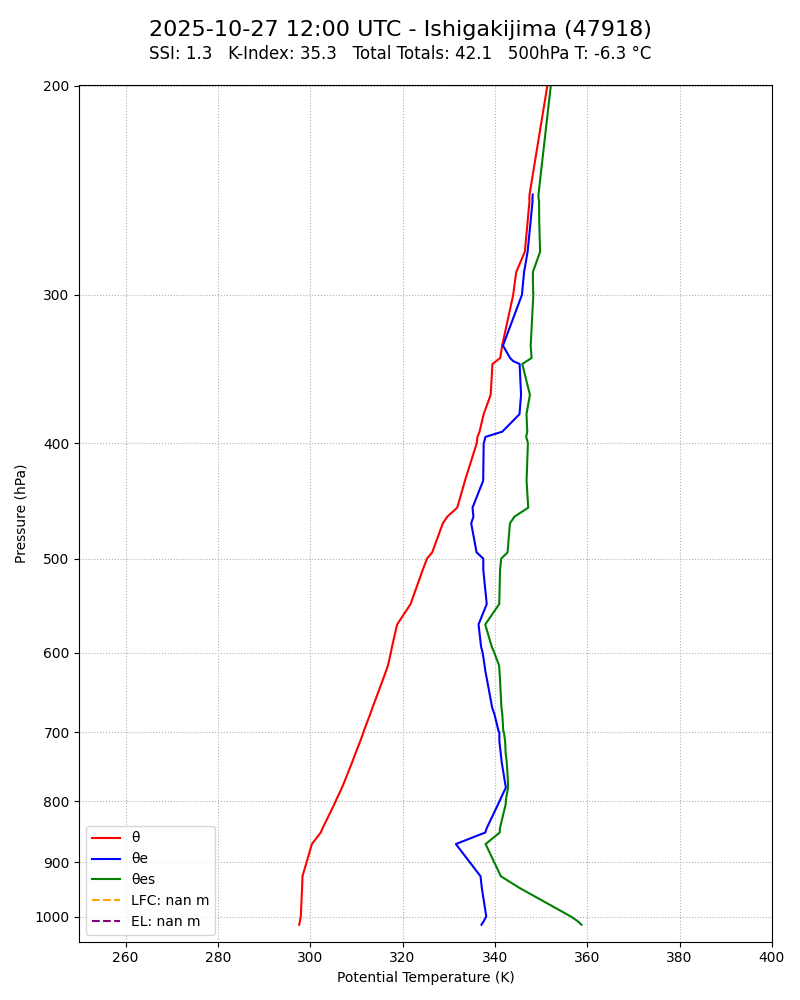 2025-10-27 12:00 UTC - Ishigakijima (47918)
SSI: 1.3   K-Index: 35.3   Total Totals: 42.1   500hPa T: -6.3 °C
200
300
400
500
600
700
800
900
1000
Pressure (hPa)
θ
θe
θes
LFC: nan m
EL: nan m
260 280 300 320 340 360 380 400
Potential Temperature (K)